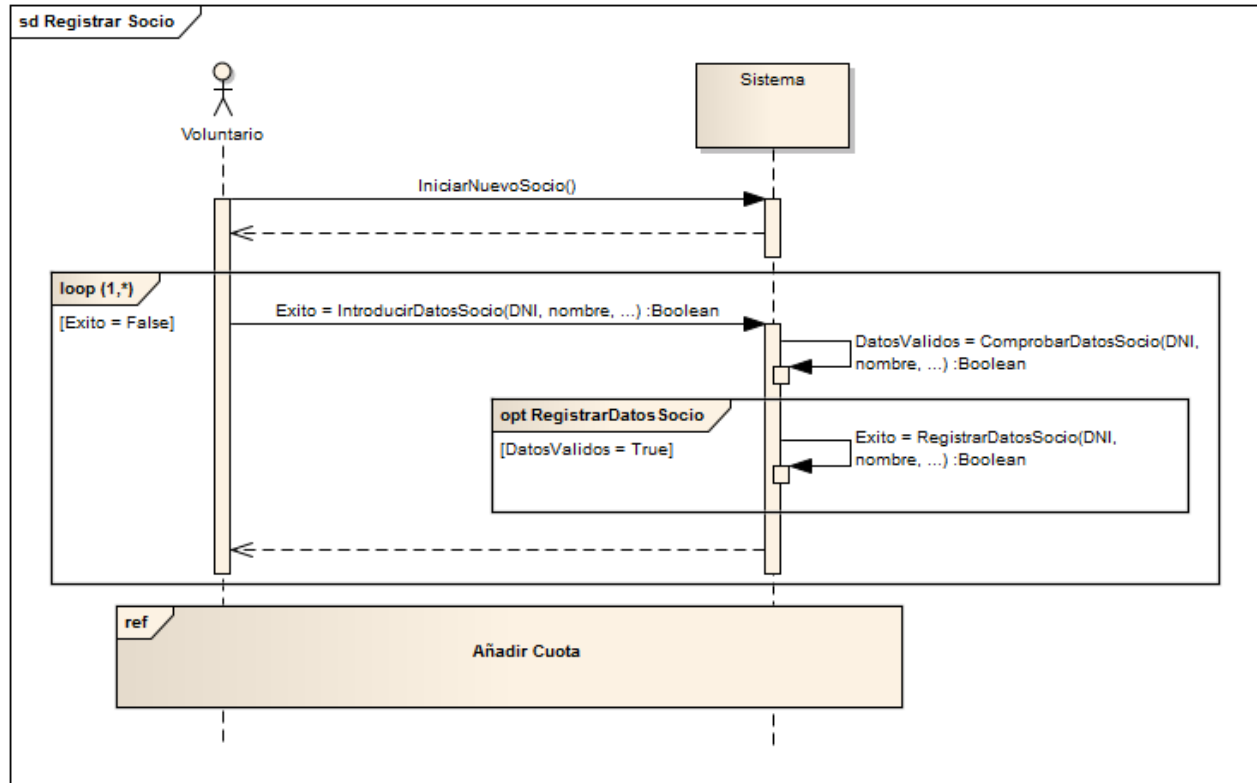 sd Registrar Socio
Sistema
Voluntario
IniciarNuevoSocio()
loop (1,*)
[Exito = False]
Exito = IntroducirDatosSocio(DNI, nombre, ...) :Boolean
DatosValidos = ComprobarDatosSocio(DNI,
nombre, ...) :Boolean
opt RegistrarDatosSocio
[DatosValidos = True]
Exito = RegistrarDatosSocio(DNI,
nombre, ...) :Boolean
ref
Añadir Cuota